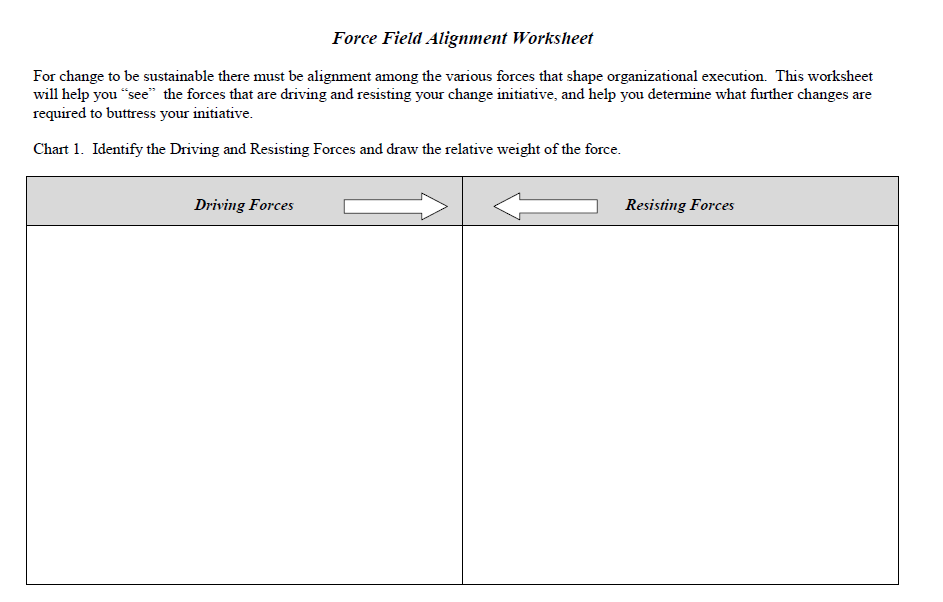 Force Field Alignment Worksheet
For change to be sustainable there must be alignment among the various forces that shape organizational execution.  This worksheet
will help you “see”  the forces that are driving and resisting your change initiative, and help you determine what further changes are
required to buttress your initiative.
Chart 1.  Identify the Driving and Resisting Forces and draw the relative weight of the force.
Driving Forces
Resisting Forces